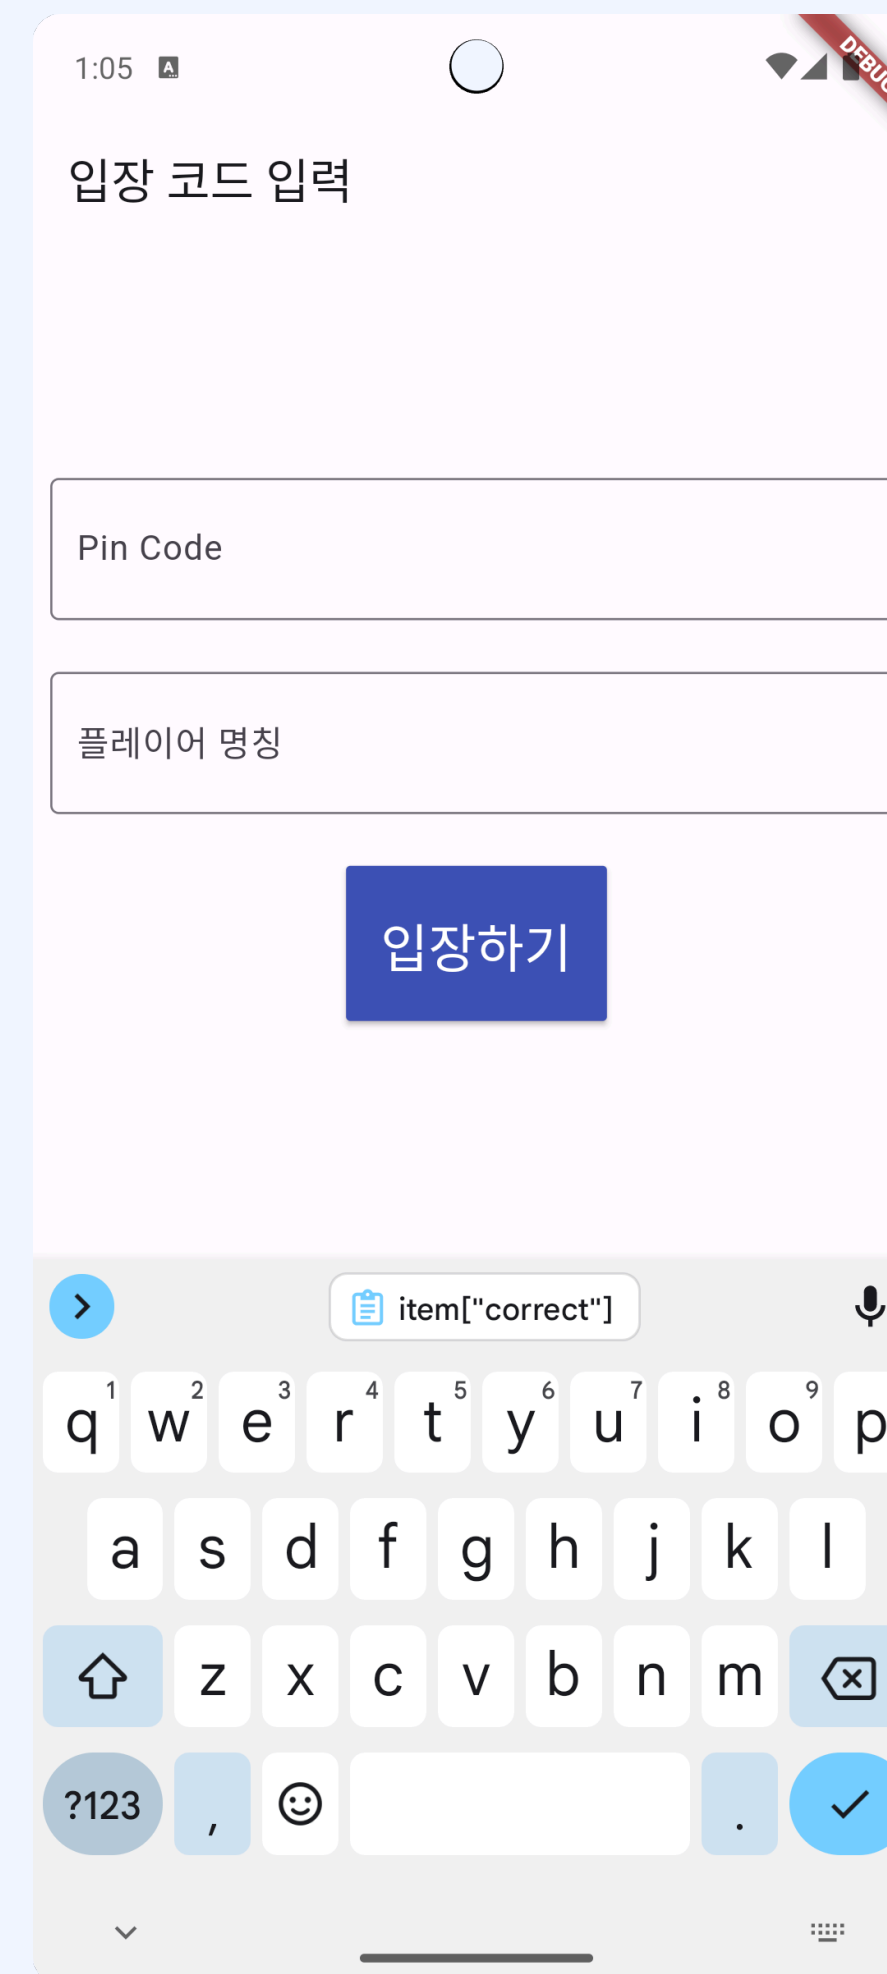 1:05
DEBUG
입장 코드 입력
Pin Code
플레이어 명칭
입장하기
item["correct"]
1 2 3 4 5 6 7 8 9
q w e r t y u i o p
a s d f g h j k l
z x c v b n m
?123 , .